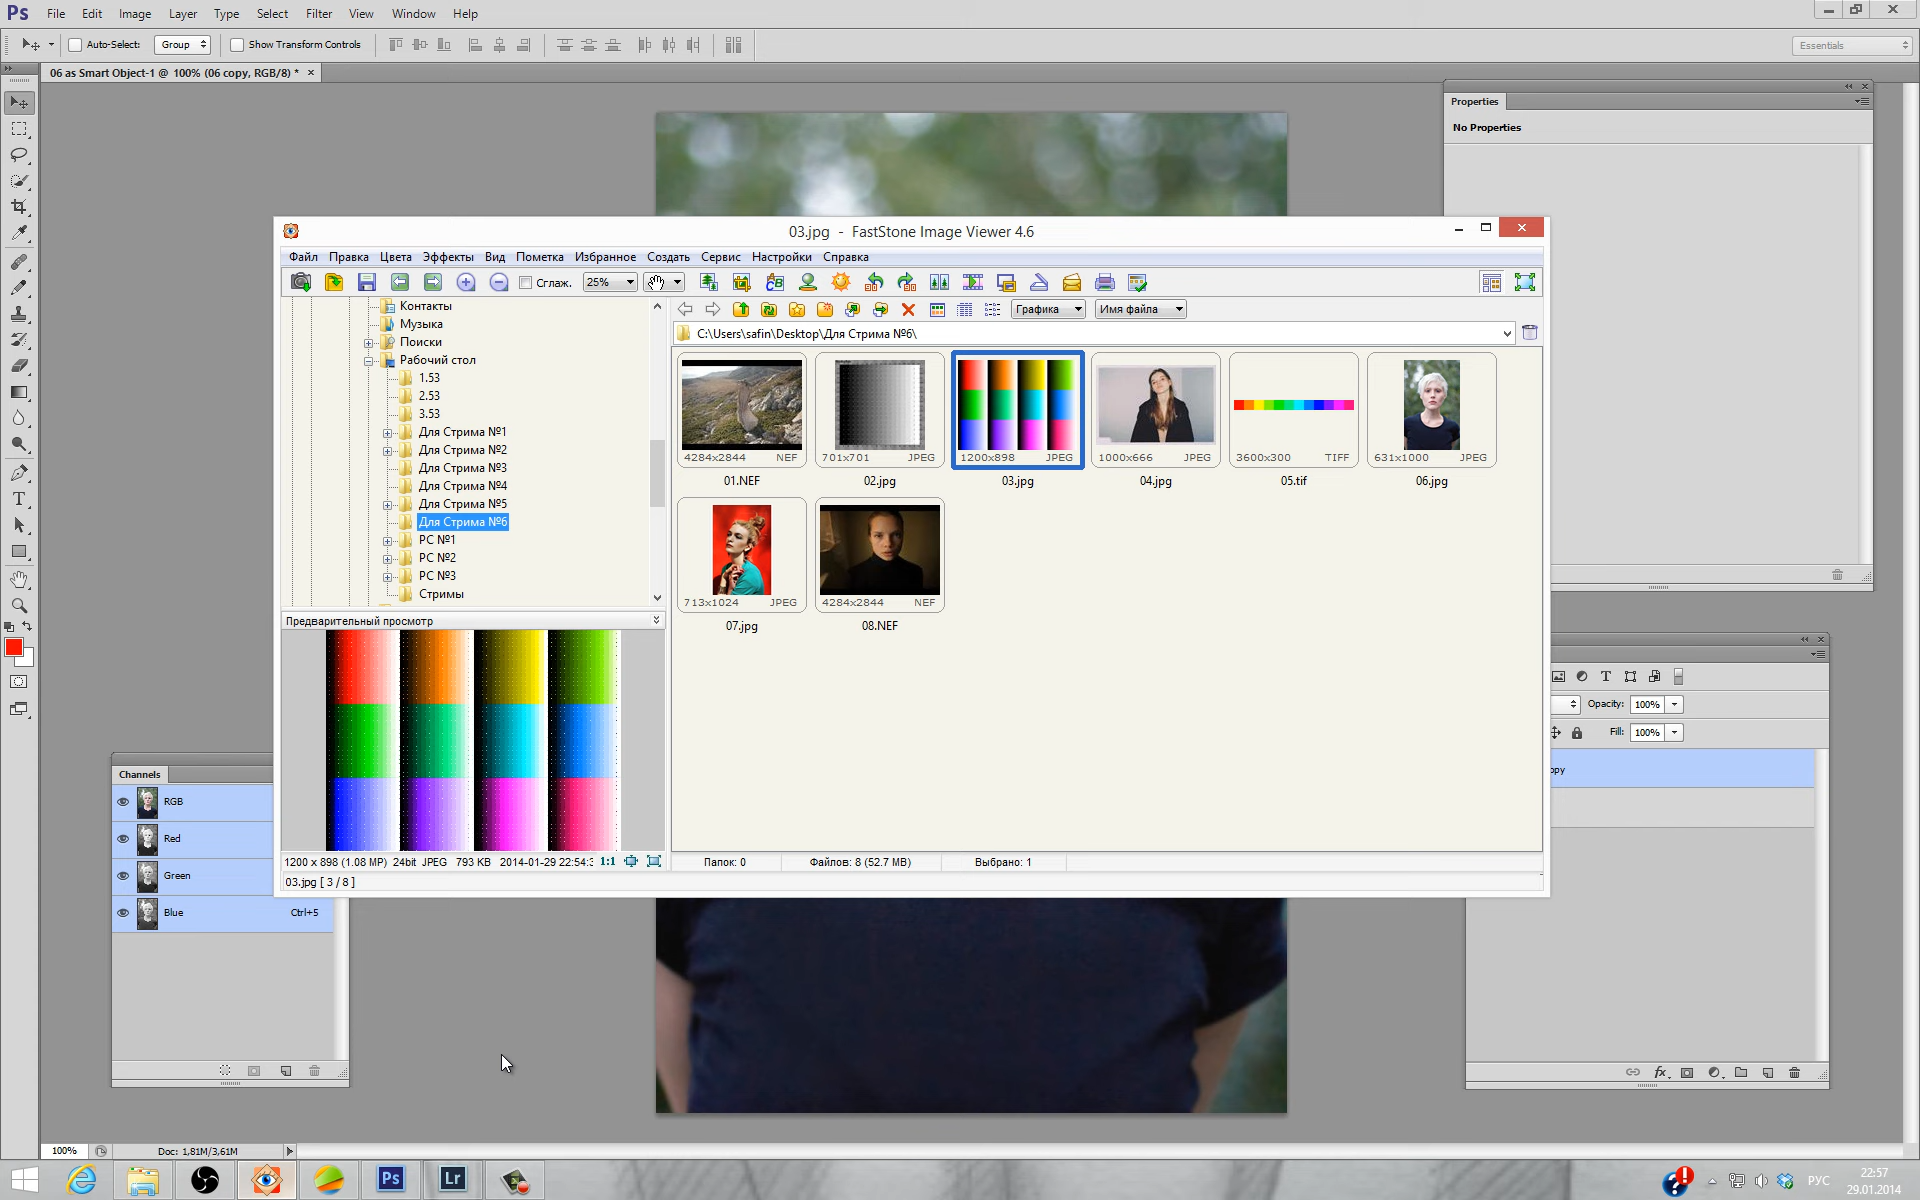 Ps File Edit Image Layer Type Select Filter View Window Help
Auto-Select: Group Show Transform Controls Essentials
06 as Smart Object-1 @ 100% (06 copy, RGB/8) * ×
Properties
No Properties
03.jpg - FastStone Image Viewer 4.6
Файл Правка Цвета Эффекты Вид Пометка Избранное Создать Сервис Настройки Справка
Сглаж. 25%
Графика Имя файла
C:\Users\safin\Desktop\Для Стрима №6\
Контакты
Музыка
Поиски
Рабочий стол
1.53
2.53
3.53
Для Стрима №1
Для Стрима №2
Для Стрима №3
Для Стрима №4
Для Стрима №5
Для Стрима №6
PC №1
PC №2
PC №3
Стримы
4284x2844 NEF
01.NEF
701x701 JPEG
02.jpg
1200x898 JPEG
03.jpg
1000x666 JPEG
04.jpg
3600x300 TIFF
05.tif
631x1000 JPEG
06.jpg
713x1024 JPEG
07.jpg
4284x2844 NEF
08.NEF
Предварительный просмотр
1200 x 898 (1.08 MP) 24bit JPEG 793 KB 2014-01-29 22:54: 1:1
Папок: 0 Файлов: 8 (52.7 MB) Выбрано: 1
03.jpg [ 3 / 8 ]
Opacity: 100%
Fill: 100%
opy
Channels
RGB
Red
Green
Blue Ctrl+5
100% Doc: 1,81M/3,61M
Ps Lr РУС 22:57
29.01.2014